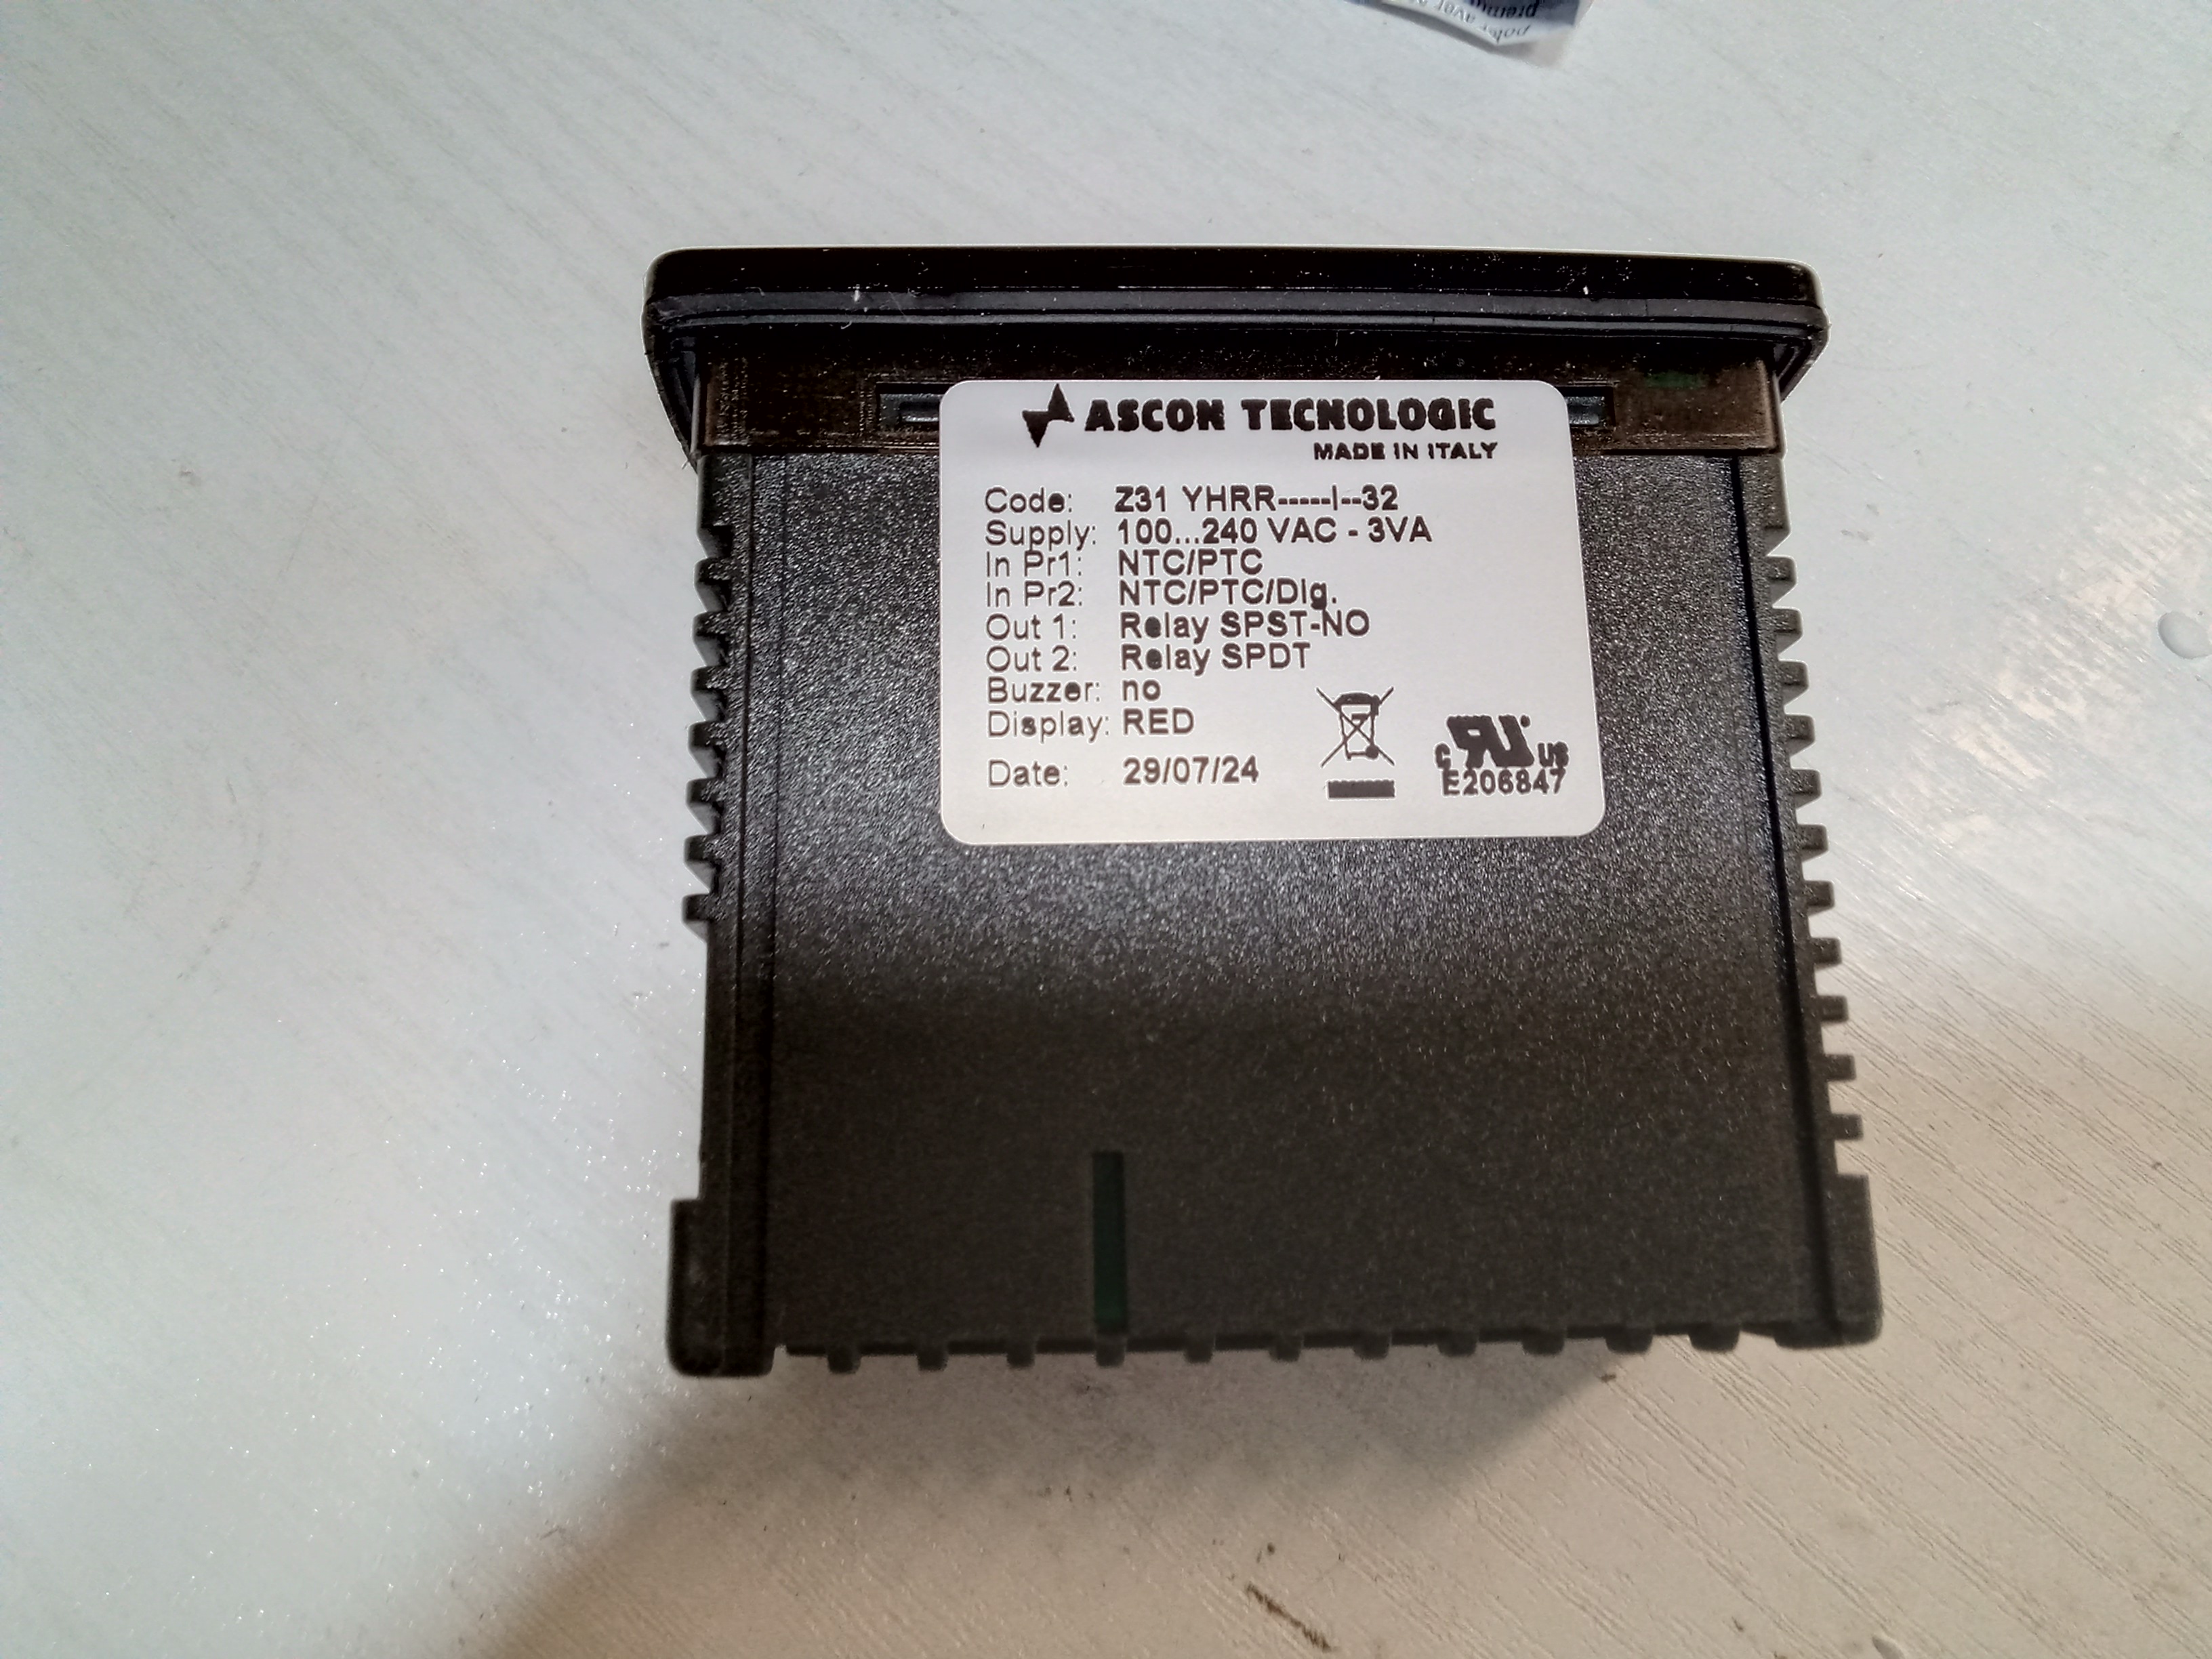 ASCON TECNOLOGIC
MADE IN ITALY
Code: Z31 YHRR-----I--32
Supply: 100...240 VAC - 3VA
In Pr1: NTC/PTC
In Pr2: NTC/PTC/Dig.
Out 1: Relay SPST-NO
Out 2: Relay SPDT
Buzzer: no
Display: RED
Date: 29/07/24
c RU us
E206847